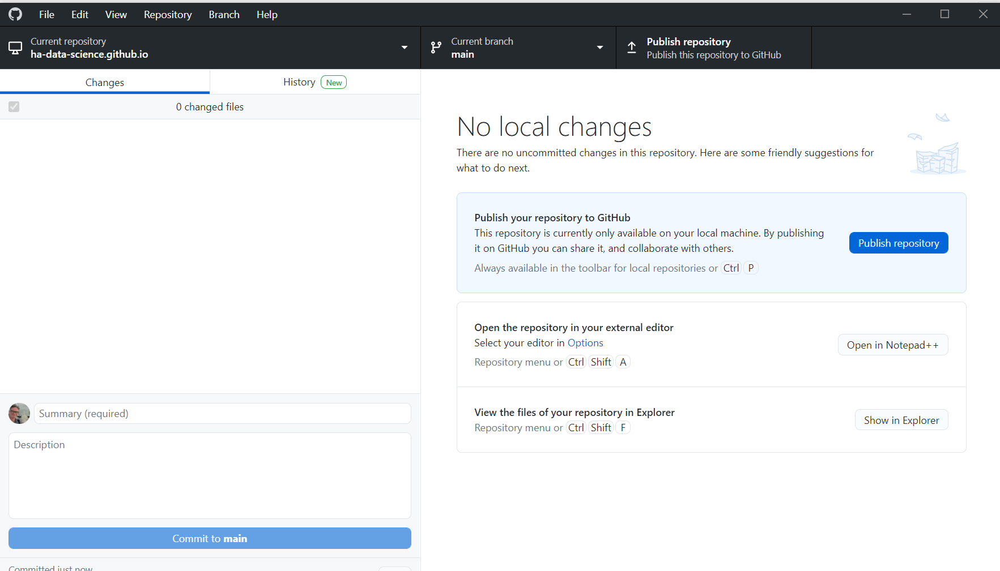 File Edit View Repository Branch Help
Current repository
ha-data-science.github.io
Current branch
main
Publish repository
Publish this repository to GitHub
Changes
History New
0 changed files
No local changes
There are no uncommitted changes in this repository. Here are some friendly suggestions for
what to do next.
Publish your repository to GitHub
This repository is currently only available on your local machine. By publishing
it on GitHub you can share it, and collaborate with others.
Always available in the toolbar for local repositories or Ctrl P
Publish repository
Open the repository in your external editor
Select your editor in Options
Repository menu or Ctrl Shift A
Open in Notepad++
View the files of your repository in Explorer
Repository menu or Ctrl Shift F
Show in Explorer
Summary (required)
Description
Commit to main
Committed just now